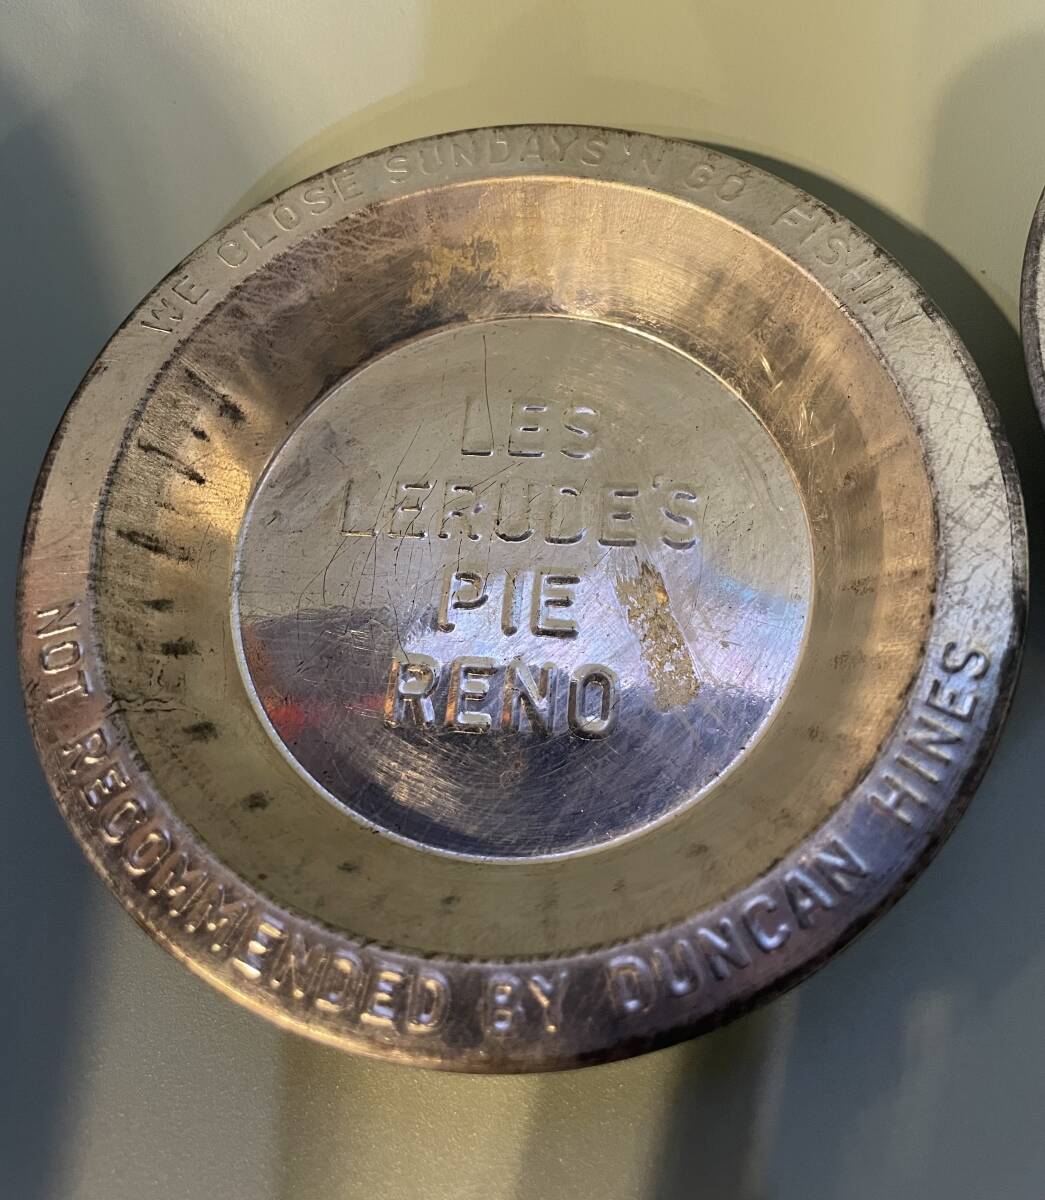 WE CLOSE SUNDAYS 'N GO FISHIN
LES
LERUDE'S
PIE
RENO
NOT RECOMMENDED BY DUNCAN HINES